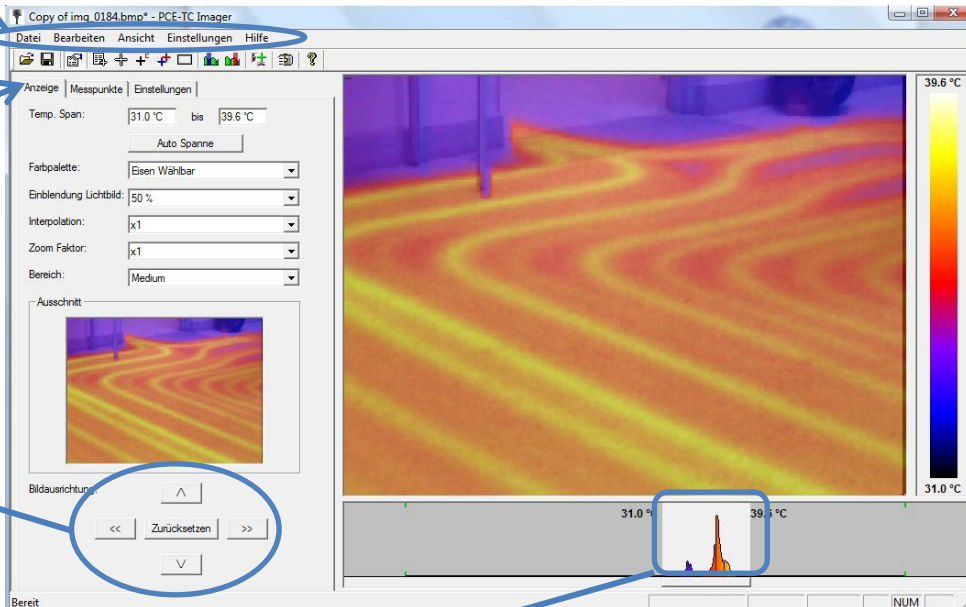 Copy of img_0184.bmp* - PCE-TC Imager
Datei Bearbeiten Ansicht Einstellungen Hilfe
Anzeige Messpunkte Einstellungen
Temp. Span: 31.0 °C bis 39.6 °C
Auto Spanne
Farbpalette: Eisen Wählbar
Einblendung Lichtbild: 50 %
Interpolation: x1
Zoom Faktor: x1
Bereich: Medium
Ausschnitt
Bildausrichtung:
<< Zurücksetzen >>
39.6 °C
31.0 °C
31.0 °C 39.6 °C
Bereit NUM